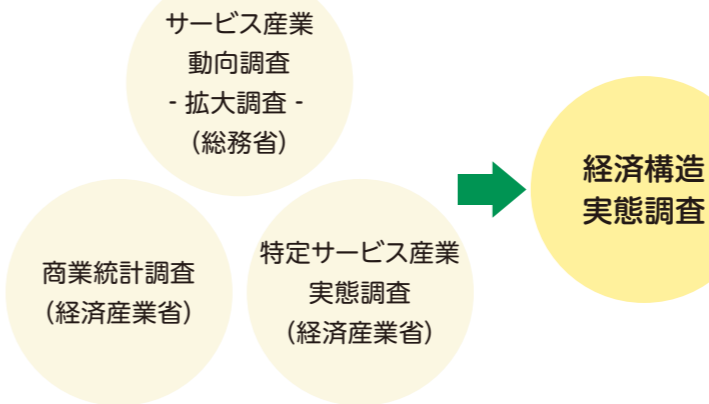 サービス産業
動向調査
- 拡大調査 -
（総務省）
商業統計調査
（経済産業省）
特定サービス産業
実態調査
（経済産業省）
経済構造
実態調査